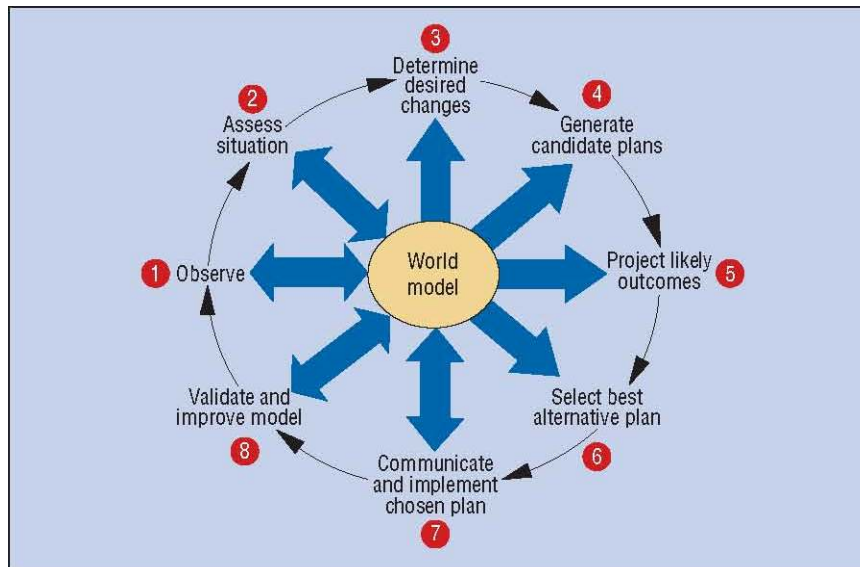 3
Determine
desired
changes
2
Assess
situation
4
Generate
candidate plans
1 Observe
World
model
Project likely
outcomes
5
Validate and
improve model
8
Select best
alternative plan
6
Communicate
and implement
chosen plan
7